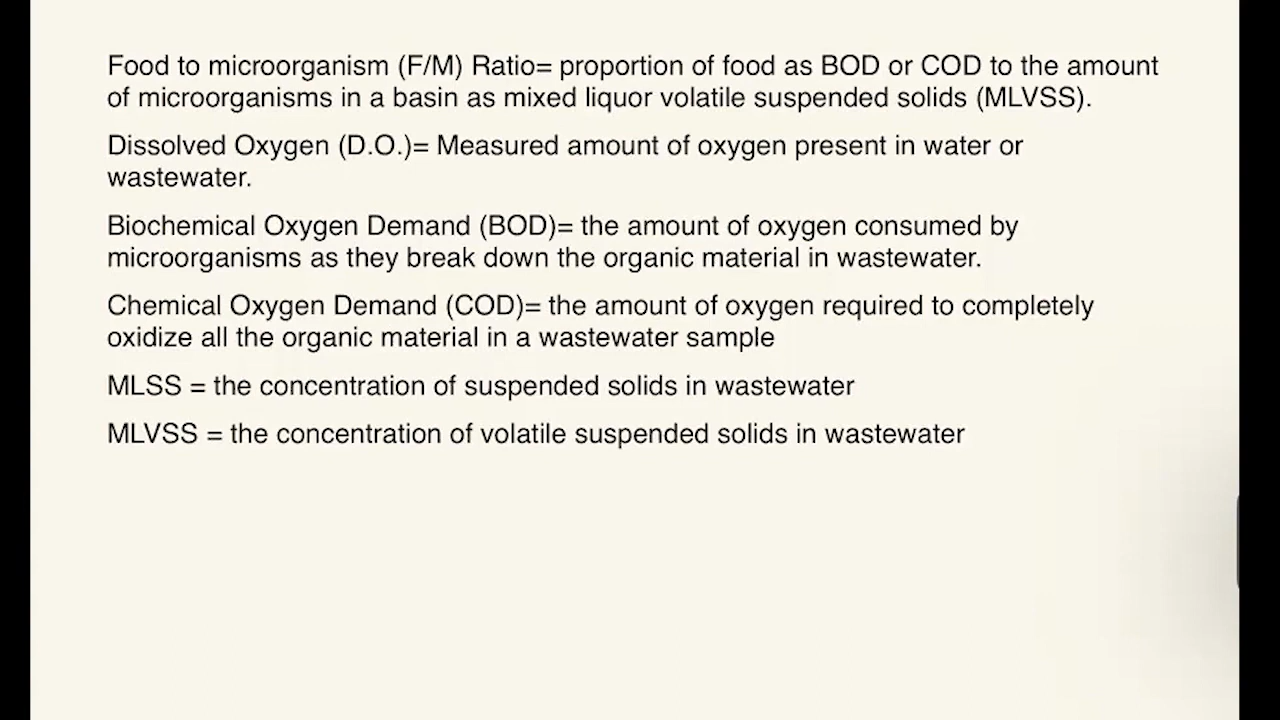 Food to microorganism (F/M) Ratio= proportion of food as BOD or COD to the amount
of microorganisms in a basin as mixed liquor volatile suspended solids (MLVSS).
Dissolved Oxygen (D.O.)= Measured amount of oxygen present in water or
wastewater.
Biochemical Oxygen Demand (BOD)= the amount of oxygen consumed by
microorganisms as they break down the organic material in wastewater.
Chemical Oxygen Demand (COD)= the amount of oxygen required to completely
oxidize all the organic material in a wastewater sample
MLSS = the concentration of suspended solids in wastewater
MLVSS = the concentration of volatile suspended solids in wastewater